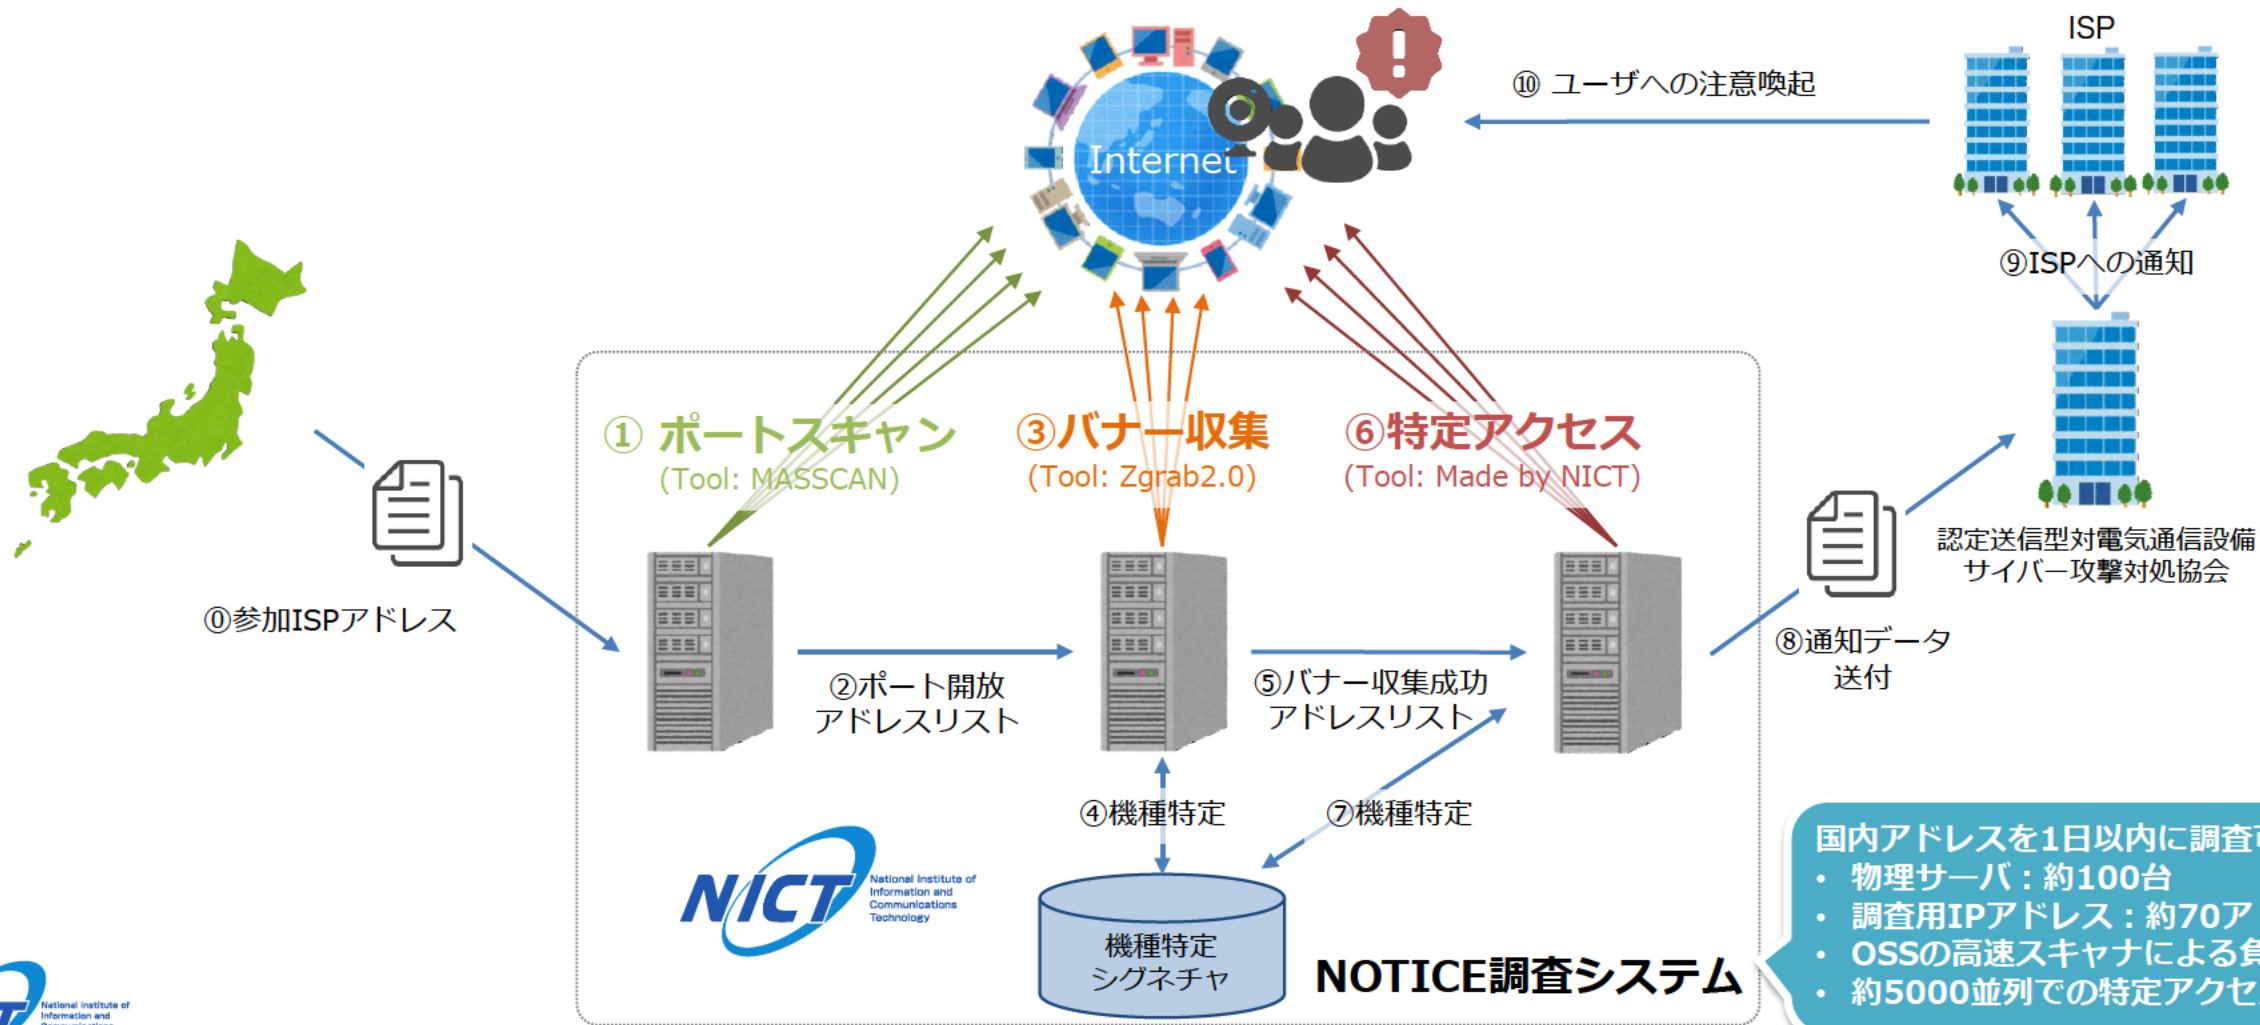 ISP
⑩ ユーザへの注意喚起
Internet
⑨ISPへの通知
① ポートスキャン
(Tool: MASSCAN)
③バナー収集
(Tool: Zgrab2.0)
⑥特定アクセス
(Tool: Made by NICT)
認定送信型対電気通信設備
サイバー攻撃対処協会
⓪参加ISPアドレス
②ポート開放
アドレスリスト
⑤バナー収集成功
アドレスリスト
⑧通知データ
送付
④機種特定
⑦機種特定
NICT
National Institute of
Information and
Communications
Technology
機種特定
シグネチャ
NOTICE調査システム
国内アドレスを1日以内に調査
• 物理サーバ：約100台
• 調査用IPアドレス：約70ア
• OSSの高速スキャナによる
• 約5000並列での特定アクセ
National Institute of
Information and